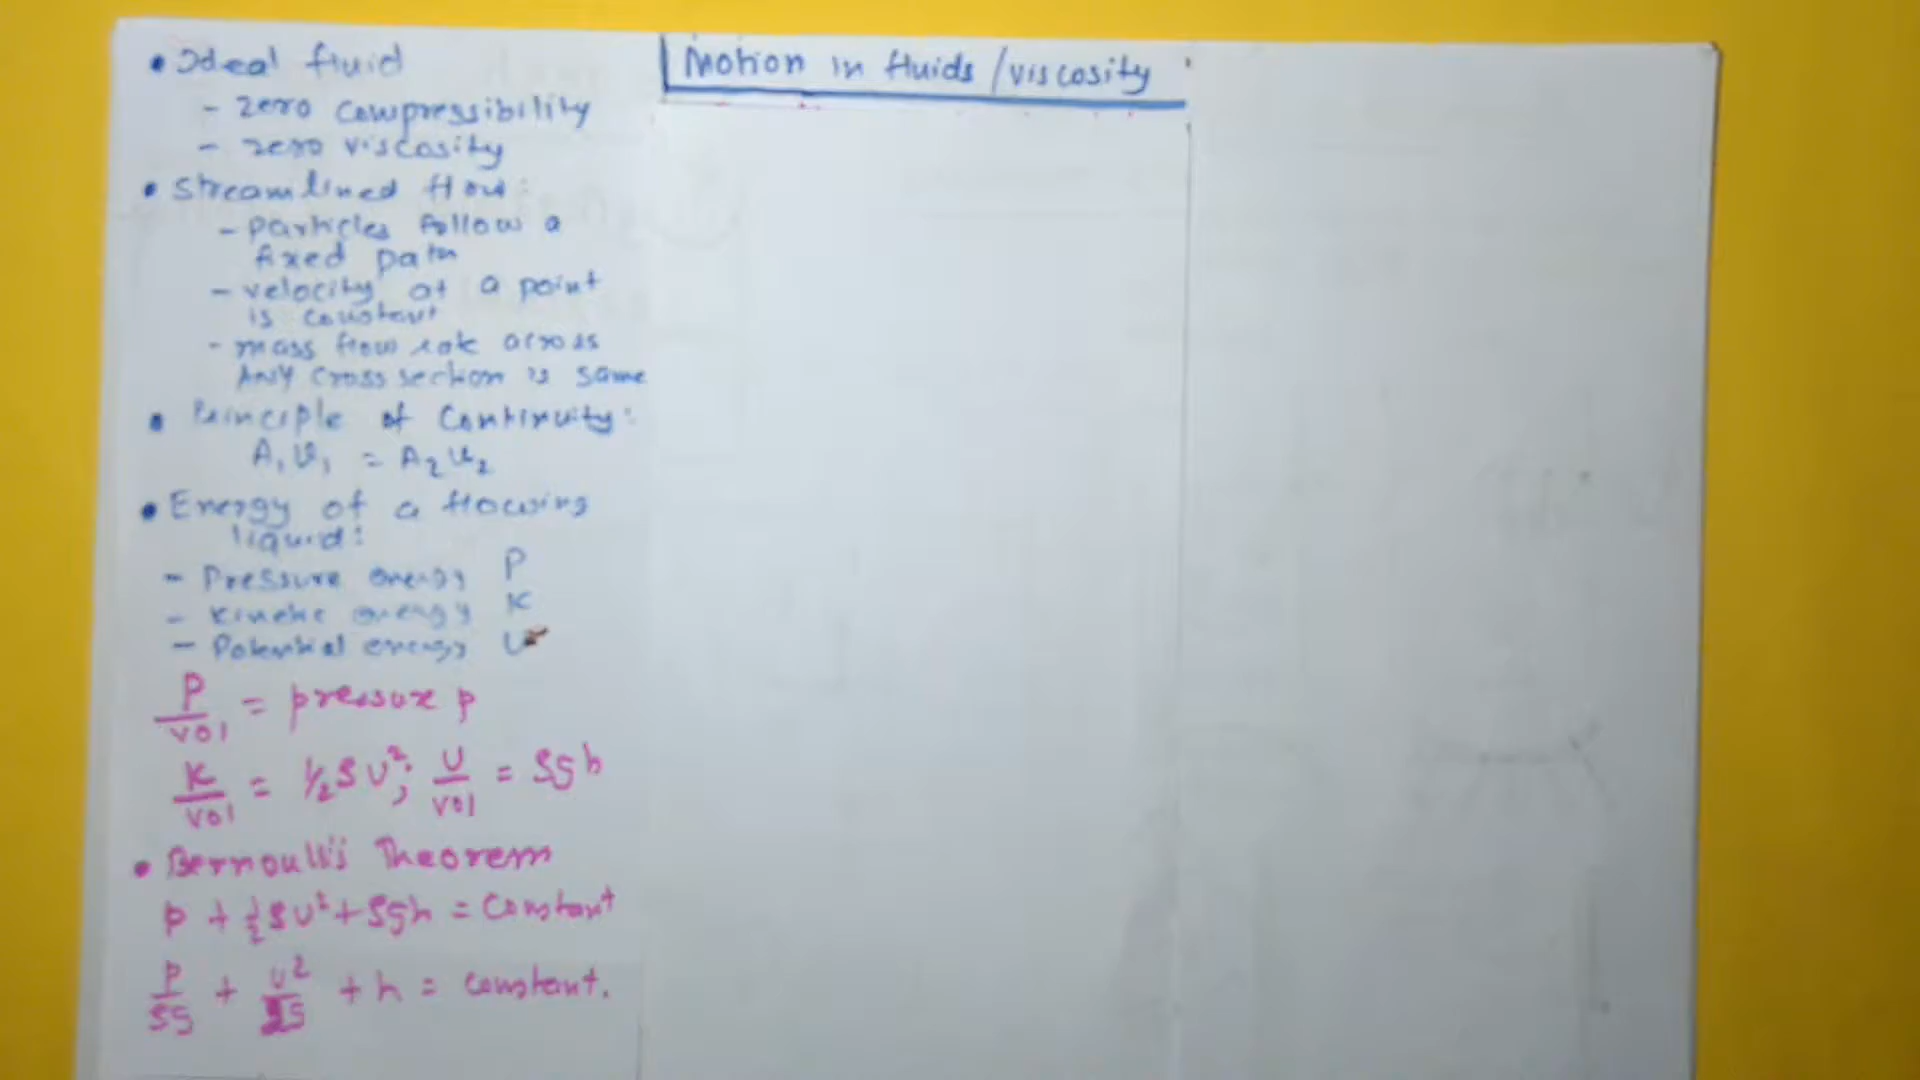 • Ideal fluid
- zero compressibility
- zero viscosity
• streamlined flow:
- particles follow a
fixed path
- velocity at a point
is constant
- mass flow rate across
ANY cross section is same
• Principle of Continuity:
A₁v₁ = A₂v₂
• Energy of a flowing
liquid:
- Pressure energy P
- kinetic energy K
- Potential energy U
P/vol = pressure p
K/vol = ½ρv²; U/vol = ρgh
• Bernoulli's Theorem
p + ½ρv² + ρgh = constant
p/ρg + v²/2g + h = constant.
Motion in fluids / viscosity